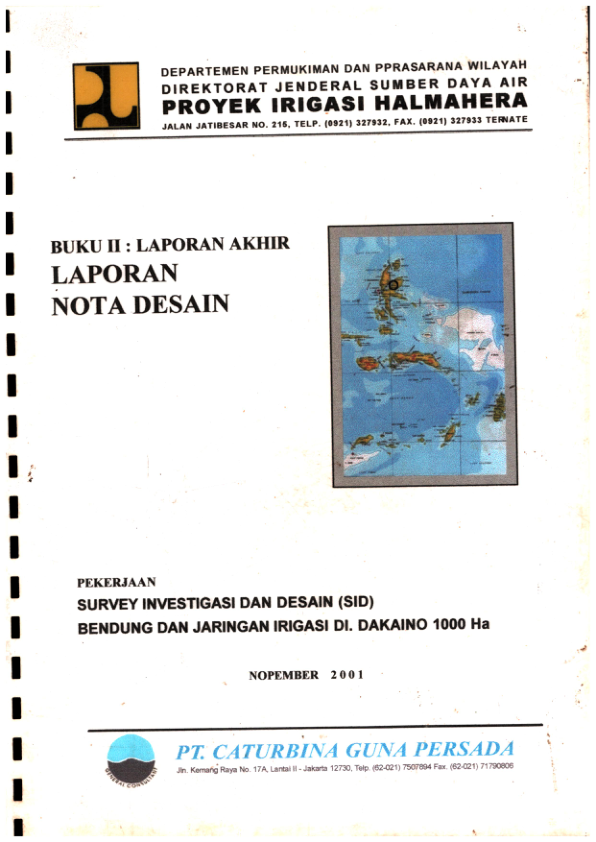 DEPARTEMEN PERMUKIMAN DAN PPRASARANA WILAYAH
DIREKTORAT JENDERAL SUMBER DAYA AIR
PROYEK IRIGASI HALMAHERA
JALAN JATIBESAR NO. 215, TELP. (0921) 327932, FAX. (0921) 327933 TERNATE
BUKU II : LAPORAN AKHIR
LAPORAN
NOTA DESAIN
PEKERJAAN
SURVEY INVESTIGASI DAN DESAIN (SID)
BENDUNG DAN JARINGAN IRIGASI DI. DAKAINO 1000 Ha
NOPEMBER 2001
PT. CATURBINA GUNA PERSADA
Jln. Kemang Raya No. 17A, Lantai II - Jakarta 12730, Telp. (62-021) 7507894 Fax. (62-021) 71790806
GENERAL CONSULTANT